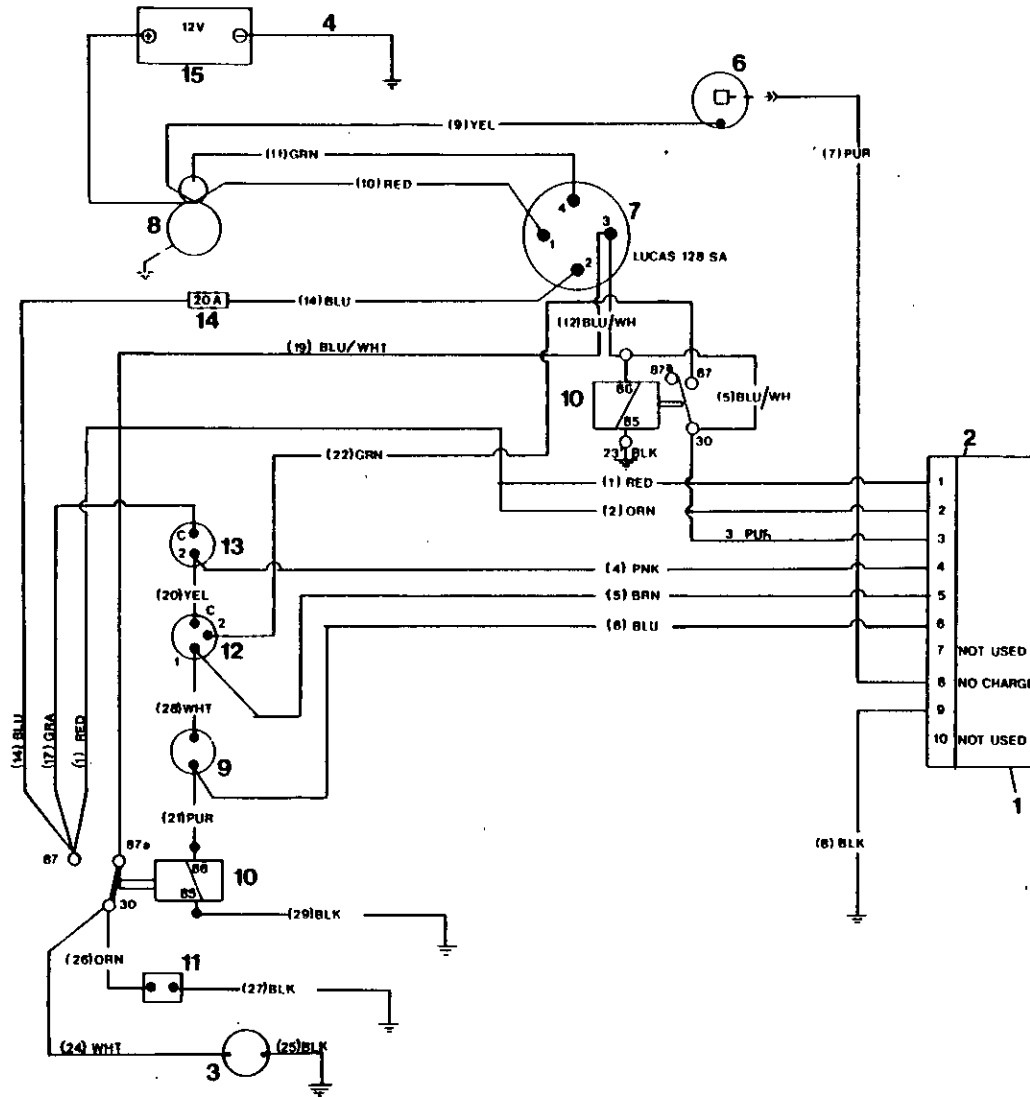 12V
4
15
6
(9)YEL
(7)PUR
(11)GRN
(10)RED
4
7
3
8
1
LUCAS 128 SA
2
20A
(14)BLU
14
(12)BLU/WH
(19) BLU/WHT
87a
87
10
86
(5)BLU/WH
85
30
23 BLK
2
(22)GRN
(1) RED
1
(2) ORN
2
C
13
3 PUR
3
2
(4) PNK
4
(20)YEL
(5) BRN
5
C
2
12
(6) BLU
6
1
7 NOT USED
8 NO CHARGE
(28)WHT
9
(14)BLU
(17)GRA
(1) RED
10 NOT USED
9
1
(21)PUR
87
87a
(8)BLK
86
10
85
30
(29)BLK
(26)ORN
11
(27)BLK
(24) WHT
3
(25)BLK